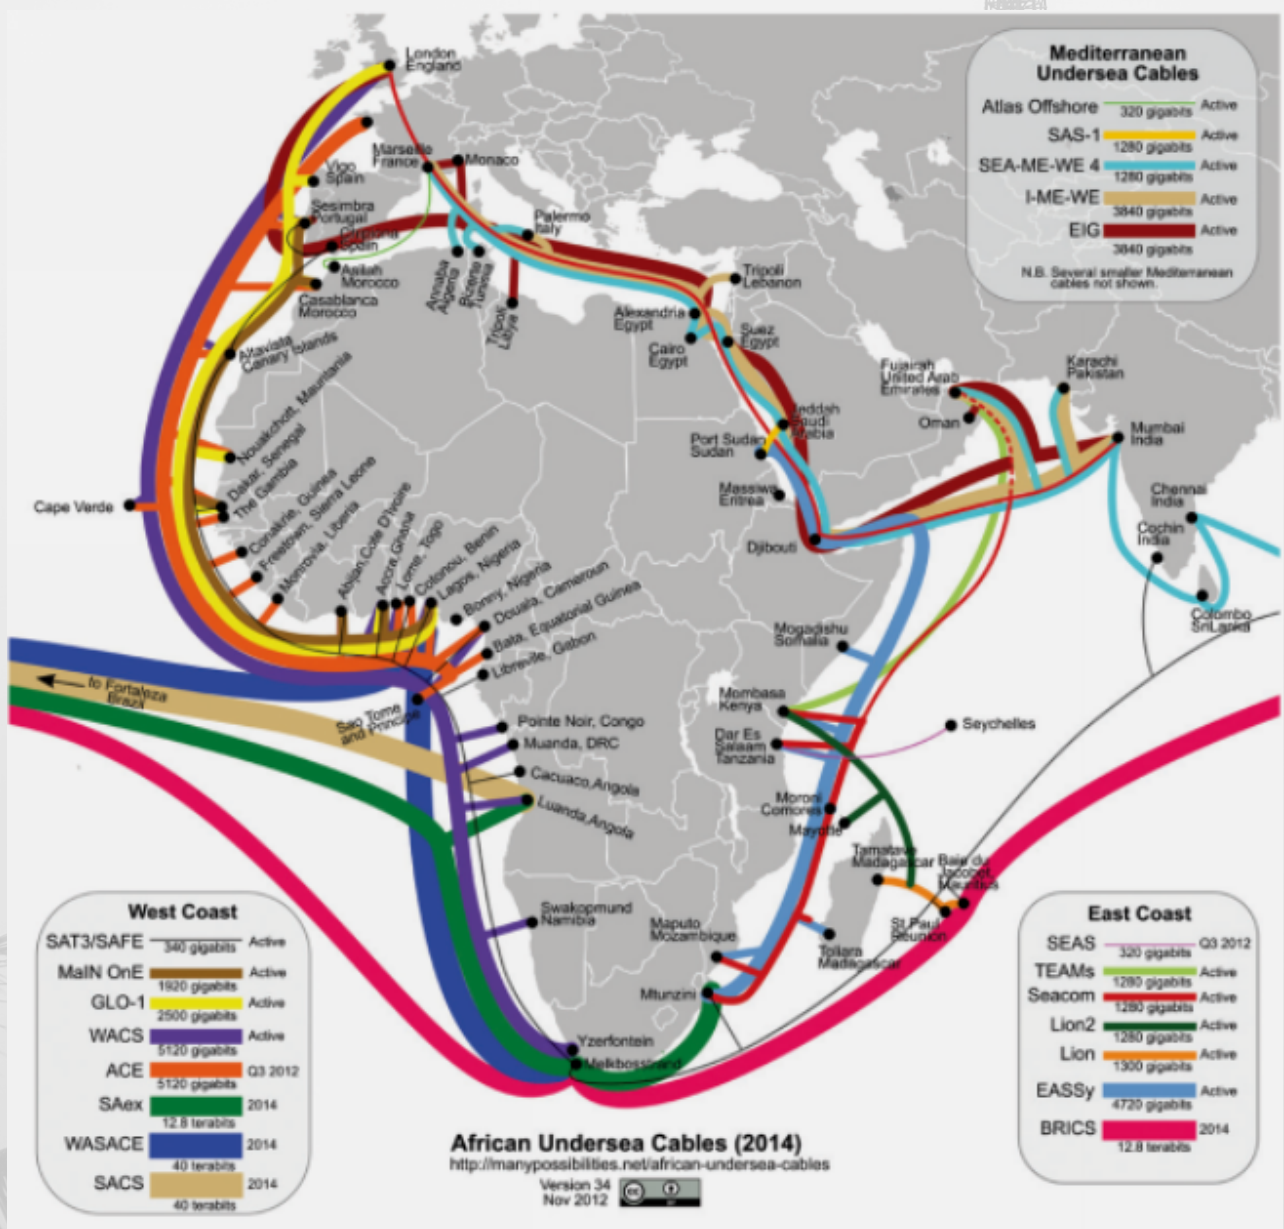 London
England
Marseille
France
Monaco
Vigo
Spain
Sesimbra
Portugal
Spain
Asilah
Morocco
Casablanca
Morocco
Palermo
Italy
Annaba
Algeria
Bizerte
Tunisia
Tripoli
Libya
Tripoli
Lebanon
Alexandria
Egypt
Cairo
Egypt
Suez
Egypt
Altavista
Canary Islands
Jeddah
Saudi
Arabia
Port Sudan
Sudan
Massiwa
Eritrea
Djibouti
Fujairah
United Arab
Emirates
Oman
Karachi
Pakistan
Mumbai
India
Chennai
India
Cochin
India
Colombo
SriLanka
Nouakchott, Mauritania
Dakar, Senegal
The Gambia
Cape Verde
Conakrie, Guinea
Freetown, Sierra Leone
Monrovia, Liberia
Abijan,Cote D'Ivoire
Accra,Ghana
Lome, Togo
Cotonou, Benin
Lagos, Nigeria
Bonny, Nigeria
Douala, Cameroun
Bata, Equatorial Guinea
Libreville, Gabon
to Fortaleza
Brazil
Sao Tome
and Principe
Pointe Noir, Congo
Muanda, DRC
Cacuaco,Angola
Luanda,Angola
Swakopmund
Namibia
Yzerfontein
Melkbosstrand
Mogadishu
Somalia
Mombasa
Kenya
Dar Es
Salaam
Tanzania
Seychelles
Moroni
Comores
Mayotte
Tamatave
Madagascar
Baie du
Jacobet,
Mauritius
St Paul
Reunion
Toliara
Madagascar
Maputo
Mozambique
Mtunzini
Mediterranean
Undersea Cables
Atlas Offshore 320 gigabits Active
SAS-1 1280 gigabits Active
SEA-ME-WE 4 1280 gigabits Active
I-ME-WE 3840 gigabits Active
EIG 3840 gigabits Active
N.B. Several smaller Mediterranean
cables not shown.
West Coast
SAT3/SAFE 340 gigabits Active
MaIN OnE 1920 gigabits Active
GLO-1 2500 gigabits Active
WACS 5120 gigabits Active
ACE 5120 gigabits Q3 2012
SAex 12.8 terabits 2014
WASACE 40 terabits 2014
SACS 40 terabits 2014
East Coast
SEAS 320 gigabits Q3 2012
TEAMs 1280 gigabits Active
Seacom 1280 gigabits Active
Lion2 1280 gigabits Active
Lion 1300 gigabits Active
EASSy 4720 gigabits Active
BRICS 12.8 terabits 2014
African Undersea Cables (2014)
http://manypossibilities.net/african-undersea-cables
Version 34
Nov 2012
cc